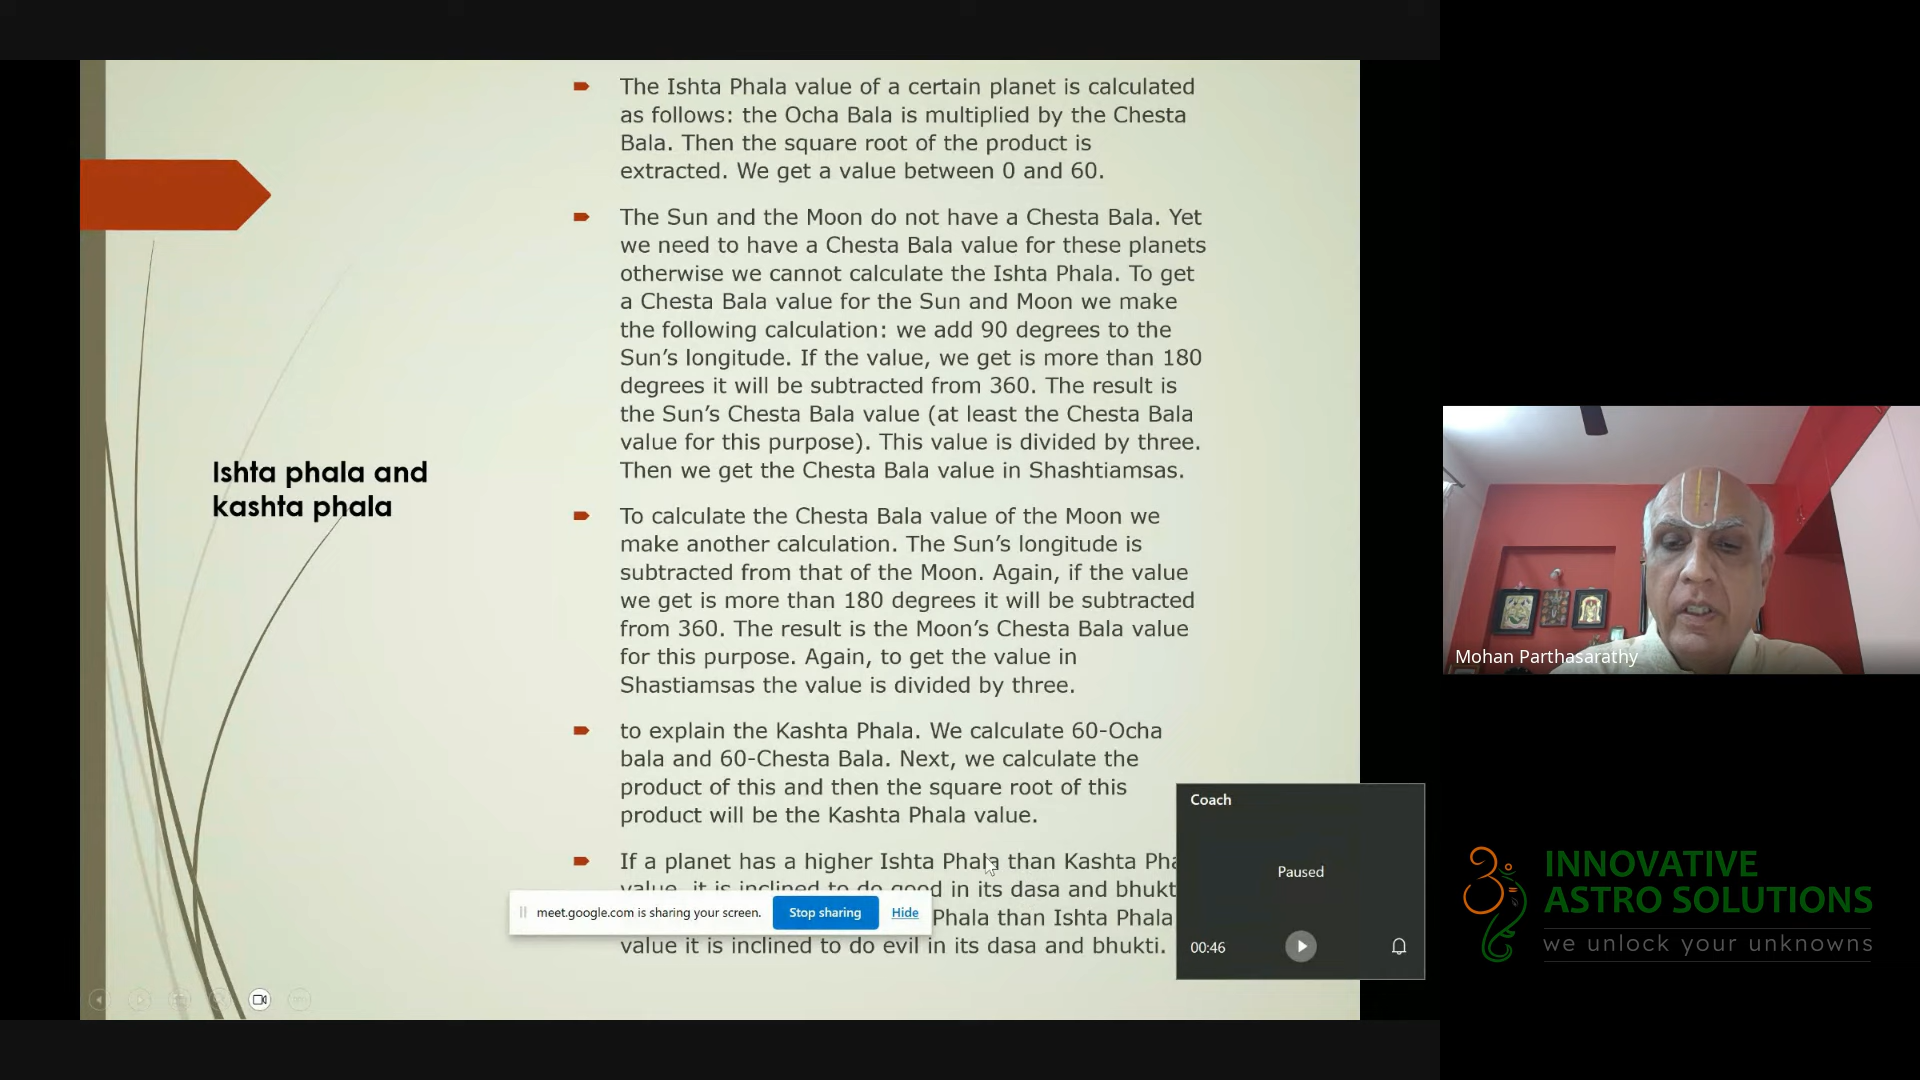 Ishta phala and
kashta phala
The Ishta Phala value of a certain planet is calculated
as follows: the Ocha Bala is multiplied by the Chesta
Bala. Then the square root of the product is
extracted. We get a value between 0 and 60.
The Sun and the Moon do not have a Chesta Bala. Yet
we need to have a Chesta Bala value for these planets
otherwise we cannot calculate the Ishta Phala. To get
a Chesta Bala value for the Sun and Moon we make
the following calculation: we add 90 degrees to the
Sun's longitude. If the value, we get is more than 180
degrees it will be subtracted from 360. The result is
the Sun's Chesta Bala value (at least the Chesta Bala
value for this purpose). This value is divided by three.
Then we get the Chesta Bala value in Shashtiamsas.
To calculate the Chesta Bala value of the Moon we
make another calculation. The Sun's longitude is
subtracted from that of the Moon. Again, if the value
we get is more than 180 degrees it will be subtracted
from 360. The result is the Moon's Chesta Bala value
for this purpose. Again, to get the value in
Shastiamsas the value is divided by three.
to explain the Kashta Phala. We calculate 60-Ocha
bala and 60-Chesta Bala. Next, we calculate the
product of this and then the square root of this
product will be the Kashta Phala value.
If a planet has a higher Ishta Phala than Kashta Pha
value, it is inclined to do good in its dasa and bhukt
Phala than Ishta Phala
value it is inclined to do evil in its dasa and bhukti.
meet.google.com is sharing your screen.
Stop sharing
Hide
Coach
Paused
00:46
Mohan Parthasarathy
INNOVATIVE
ASTRO SOLUTIONS
we unlock your unknowns